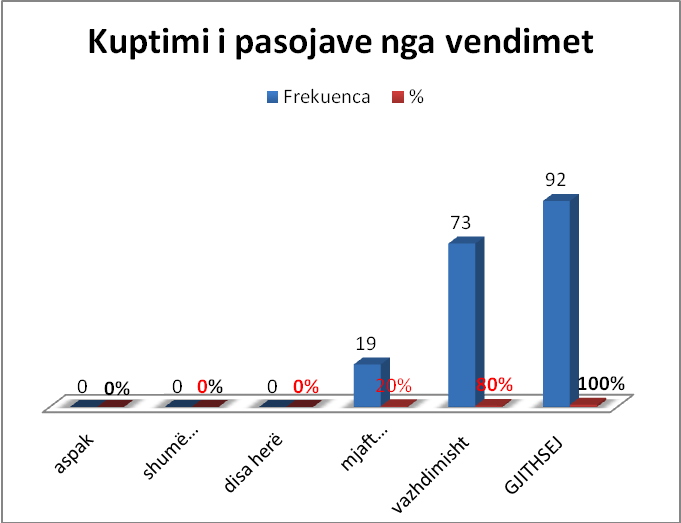 Kuptimi i pasojave nga vendimet
Frekuenca %
92
73
19
0 0% 0 0% 0 0% 20% 80% 100%
aspak
shumë...
disa herë
mjaft...
vazhdimisht
GJITHSEJ